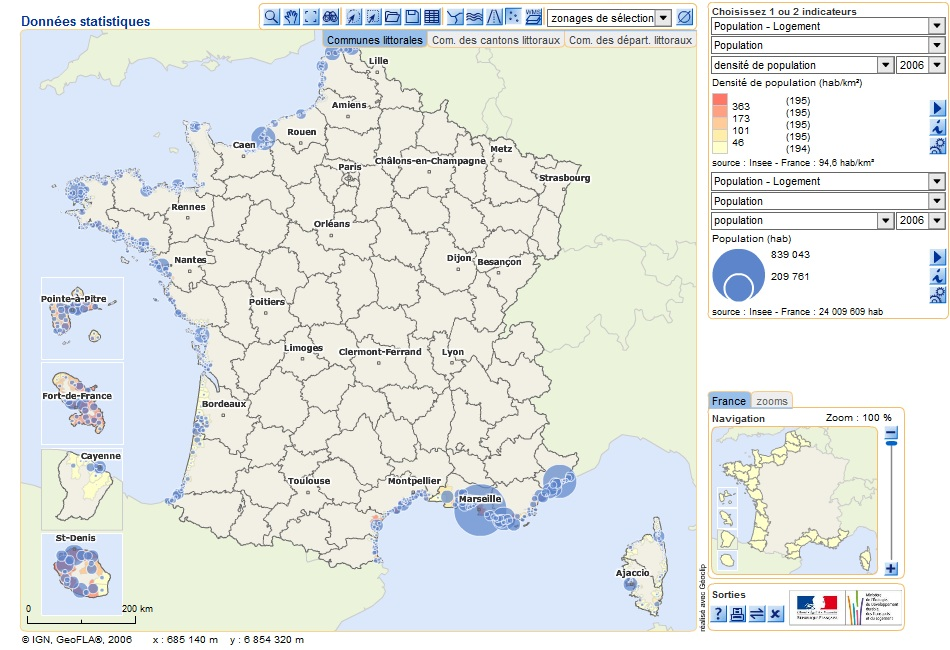 Données statistiques
zonages de sélection
Communes littorales
Com. des cantons littoraux
Com. des départ. littoraux
Lille
Amiens
Rouen
Caen
Metz
Châlons-en-Champagne
Paris
Strasbourg
Rennes
Orléans
Nantes
Dijon
Besançon
Poitiers
Limoges
Clermont-Ferrand
Lyon
Bordeaux
Toulouse
Montpellier
Marseille
Ajaccio
Pointe-à-Pitre
Fort-de-France
Cayenne
St-Denis
0
200 km
© IGN, GeoFLA®, 2006
x : 685 140 m
y : 6 854 320 m
réalisé avec Géoclip
Choisissez 1 ou 2 indicateurs
Population - Logement
Population
densité de population
2006
Densité de population (hab/km²)
363
173
101
46
(195)
(195)
(195)
(195)
(194)
source : Insee - France : 94,6 hab/km²
Population - Logement
Population
population
2006
Population (hab)
839 043
209 761
source : Insee - France : 24 009 609 hab
France
zooms
Navigation
Zoom : 100 %
Sorties